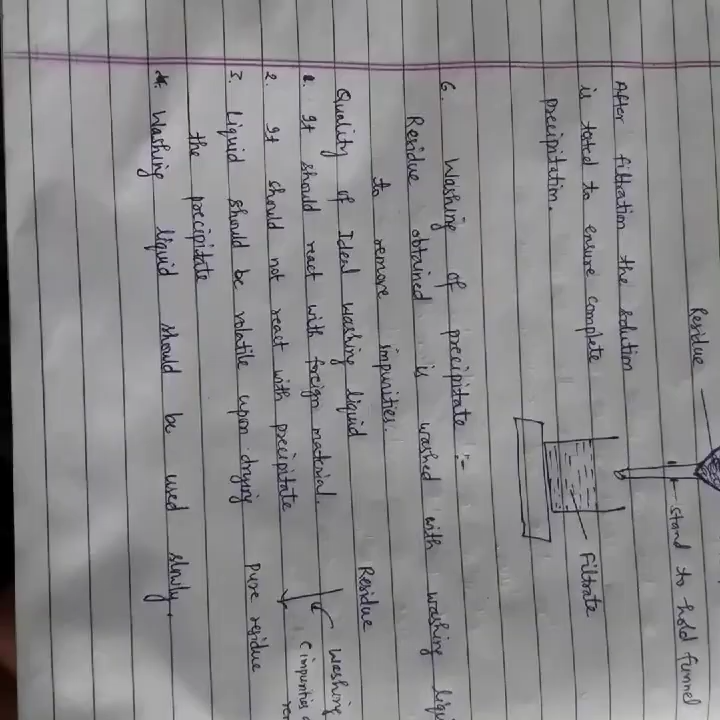 Residue
stand to hold funnel
After filtration the solution
is tested to ensure complete
precipitation.
Filtrate
6. Washing of precipitate :-
Residue obtained is washed with washing
to remove impurities.
Quality of Ideal washing liquid
1. It should react with foreign material.
2. It should not react with precipitate
3. Liquid should be volatile upon drying
the precipitate
4. Washing liquid should be used slowly.
Residue
Washing
(impurities
Pure residue